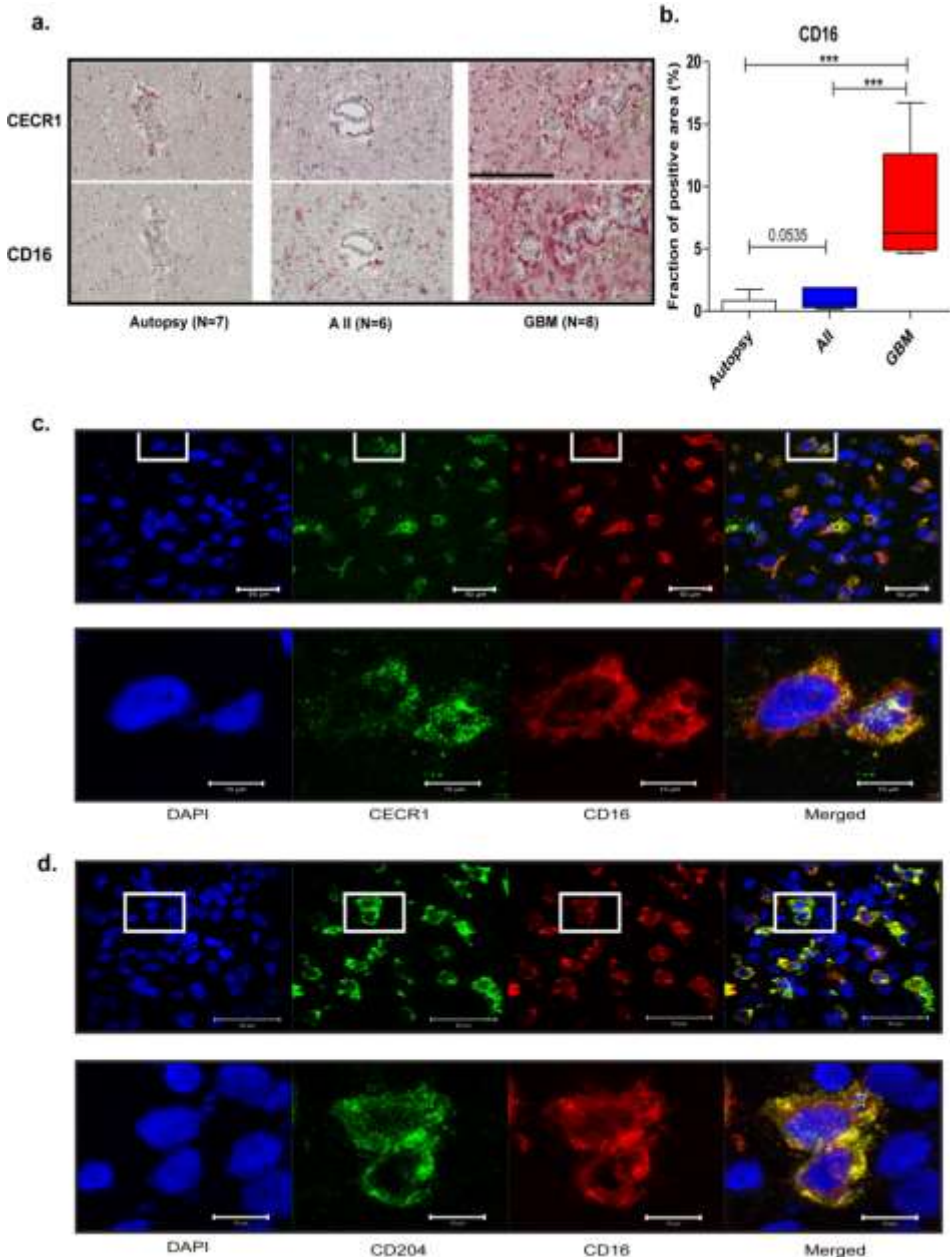 a.
CECR1
CD16
Autopsy (N=7) A II (N=6) GBM (N=8)
b.
CD16
Fraction of positive area (%)
20
15
10
5
0
***
***
0.0535
Autopsy
AII
GBM
c.
DAPI CECR1 CD16 Merged
d.
DAPI CD204 CD16 Merged